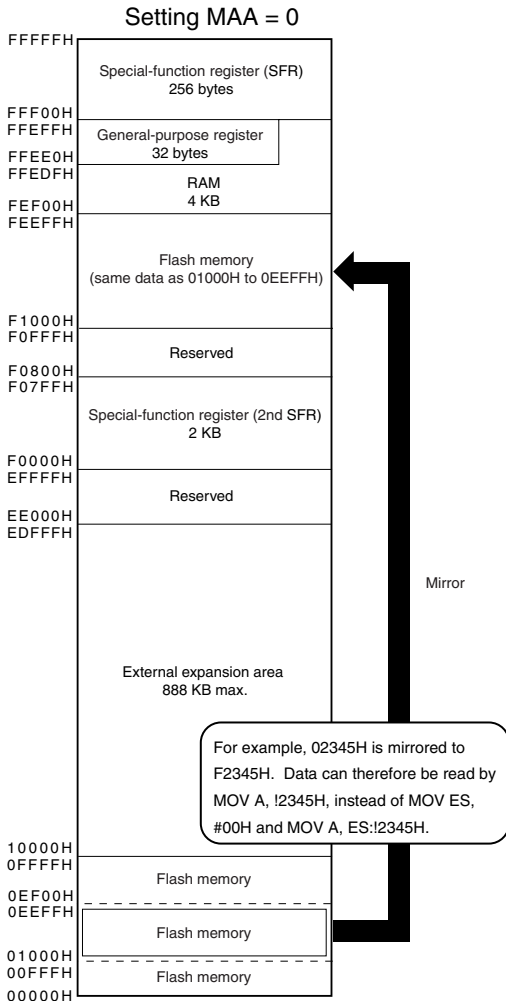 Setting MAA = 0
FFFFFH
Special-function register (SFR)
256 bytes
FFF00H
FFEFFH
General-purpose register
32 bytes
FFEE0H
FFEDFH
RAM
4 KB
FEF00H
FEEFFH
Flash memory
(same data as 01000H to 0EEFFH)
F1000H
F0FFFH
Reserved
F0800H
F07FFH
Special-function register (2nd SFR)
2 KB
F0000H
EFFFFH
Reserved
EE000H
EDFFFH
Mirror
External expansion area
888 KB max.
For example, 02345H is mirrored to
F2345H. Data can therefore be read by
MOV A, !2345H, instead of MOV ES,
#00H and MOV A, ES:!2345H.
10000H
0FFFFH
Flash memory
0EF00H
0EEFFH
Flash memory
01000H
00FFFH
Flash memory
00000H